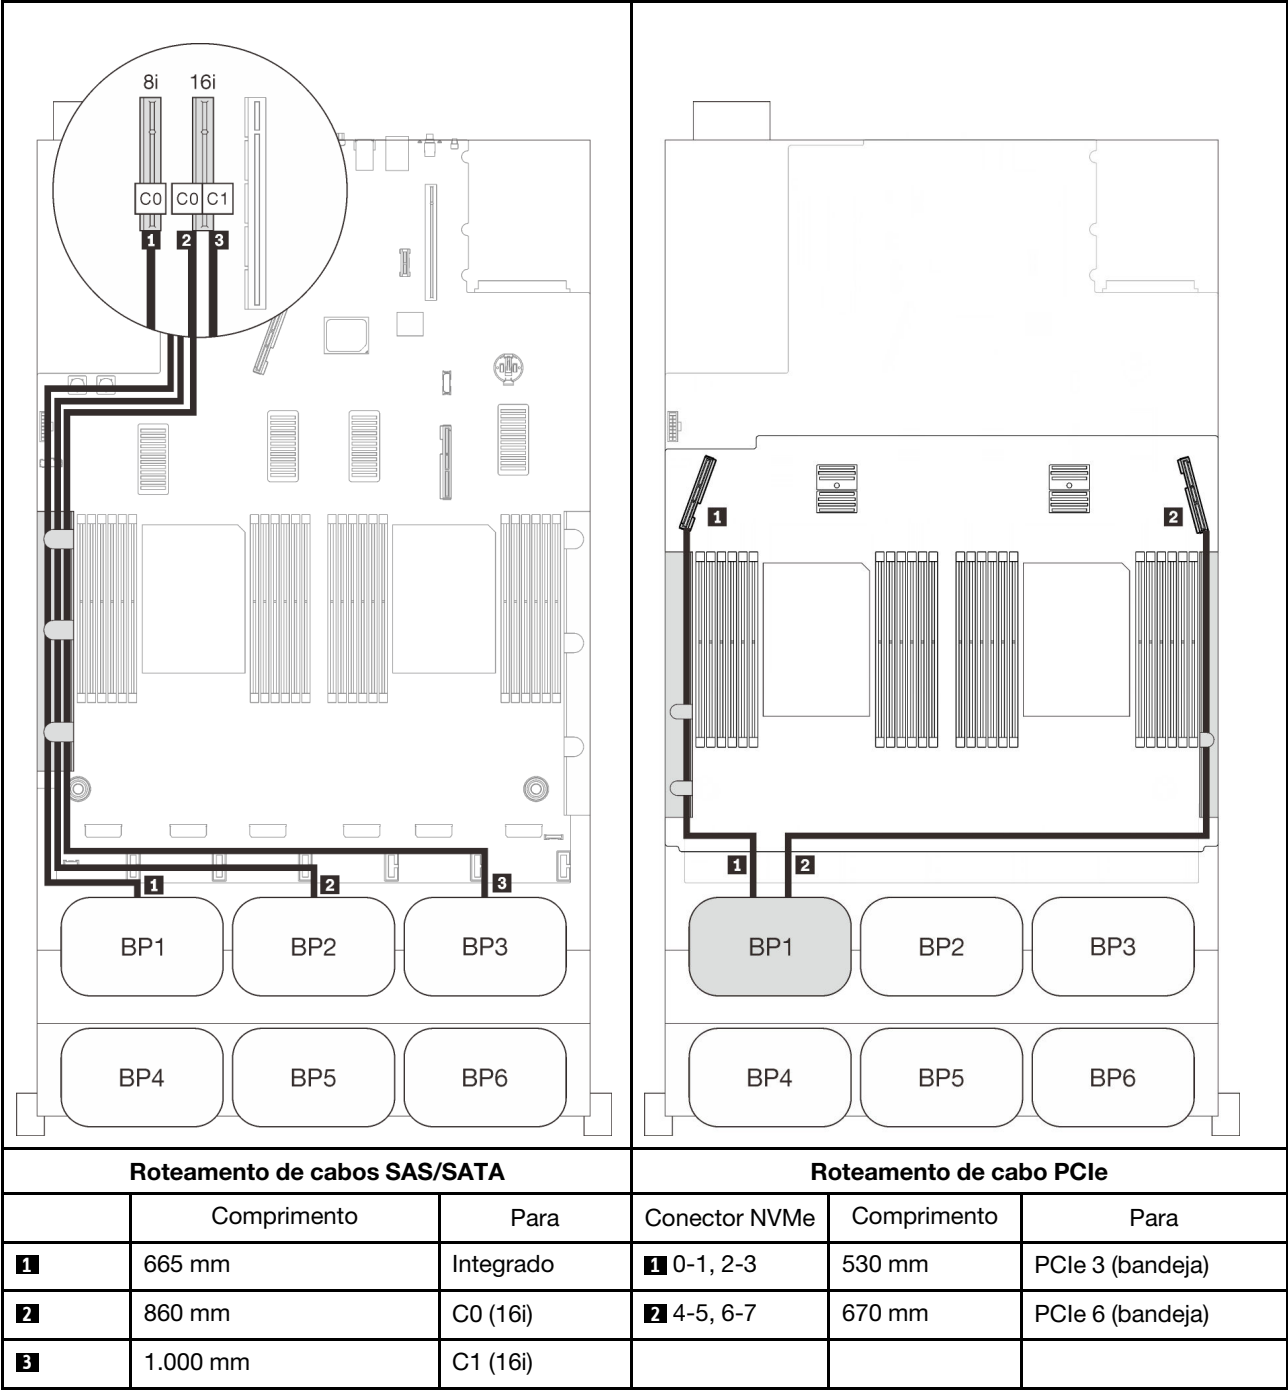 8i 16i
C0 C0 C1
1 2 3
1 2
1 2
1 2 3
BP1 BP2 BP3
BP1 BP2 BP3
BP4 BP5 BP6
BP4 BP5 BP6
Roteamento de cabos SAS/SATA
Roteamento de cabo PCIe
Comprimento Para Conector NVMe Comprimento Para
1 665 mm Integrado 1 0-1, 2-3 530 mm PCIe 3 (bandeja)
2 860 mm C0 (16i) 2 4-5, 6-7 670 mm PCIe 6 (bandeja)
3 1.000 mm C1 (16i)